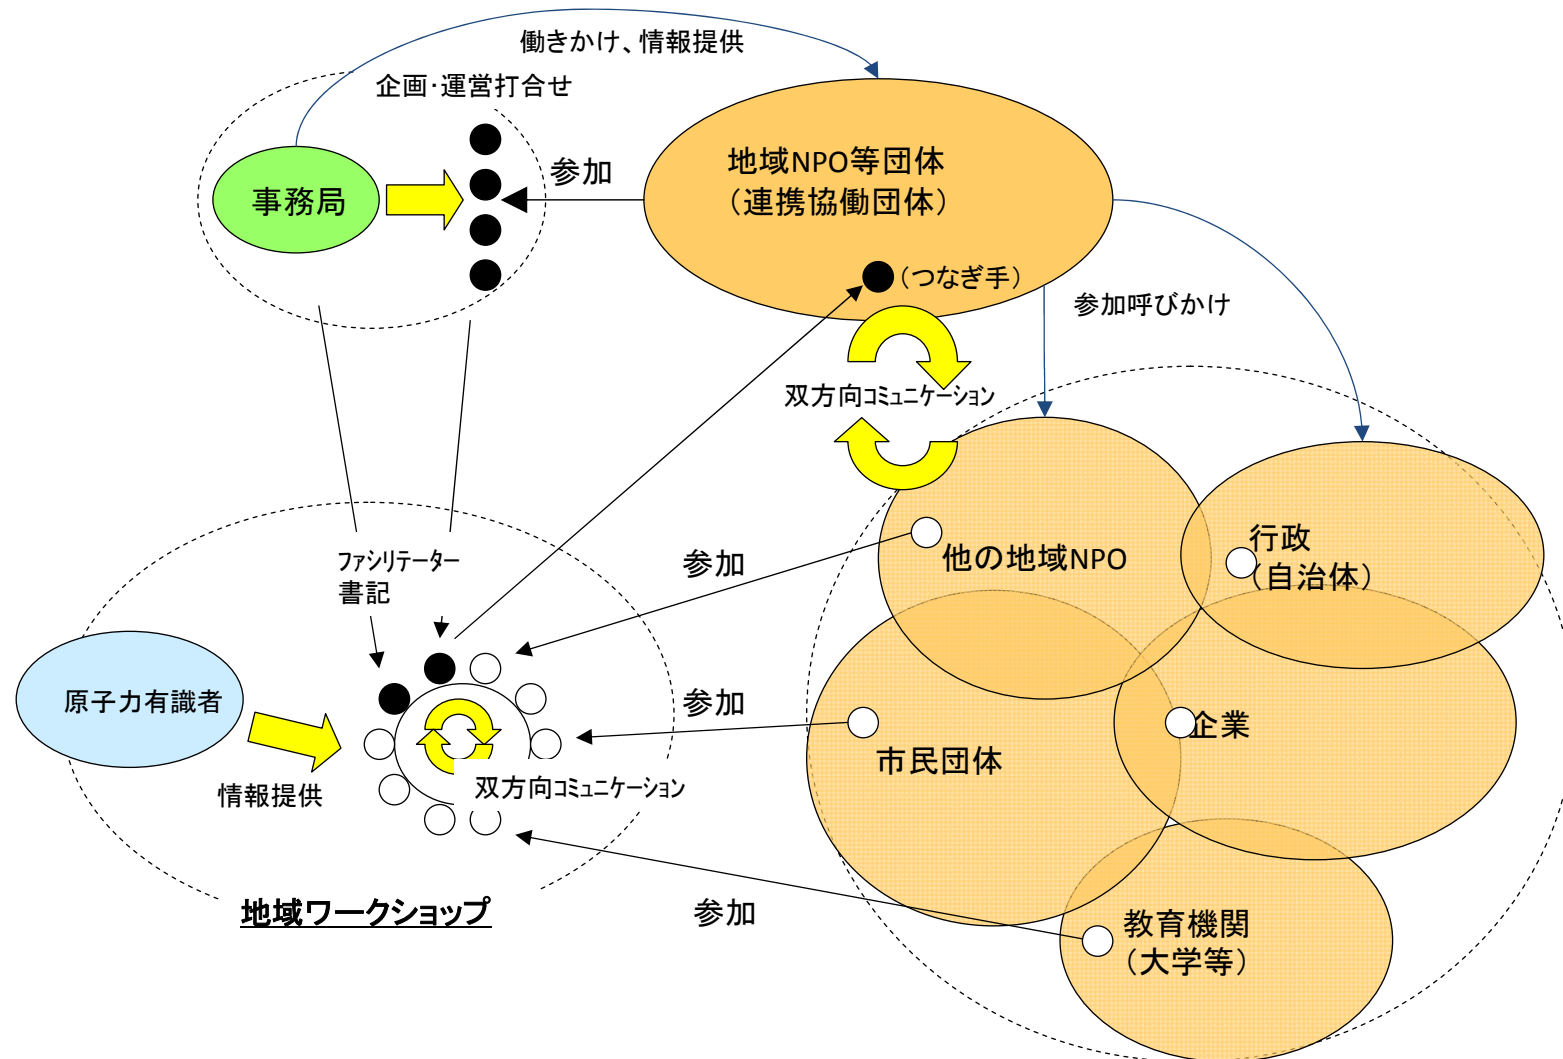 働きかけ、情報提供
企画・運営打合せ
事務局
参加
地域NPO等団体
（連携協働団体）
（つなぎ手）
参加呼びかけ
双方向ｺﾐｭﾆｹｰｼｮﾝ
他の地域NPO
行政
（自治体）
参加
ﾌｧｼﾘﾃｰﾀｰ
書記
原子力有識者
情報提供
参加
企業
市民団体
双方向ｺﾐｭﾆｹｰｼｮﾝ
地域ワークショップ
参加
教育機関
（大学等）